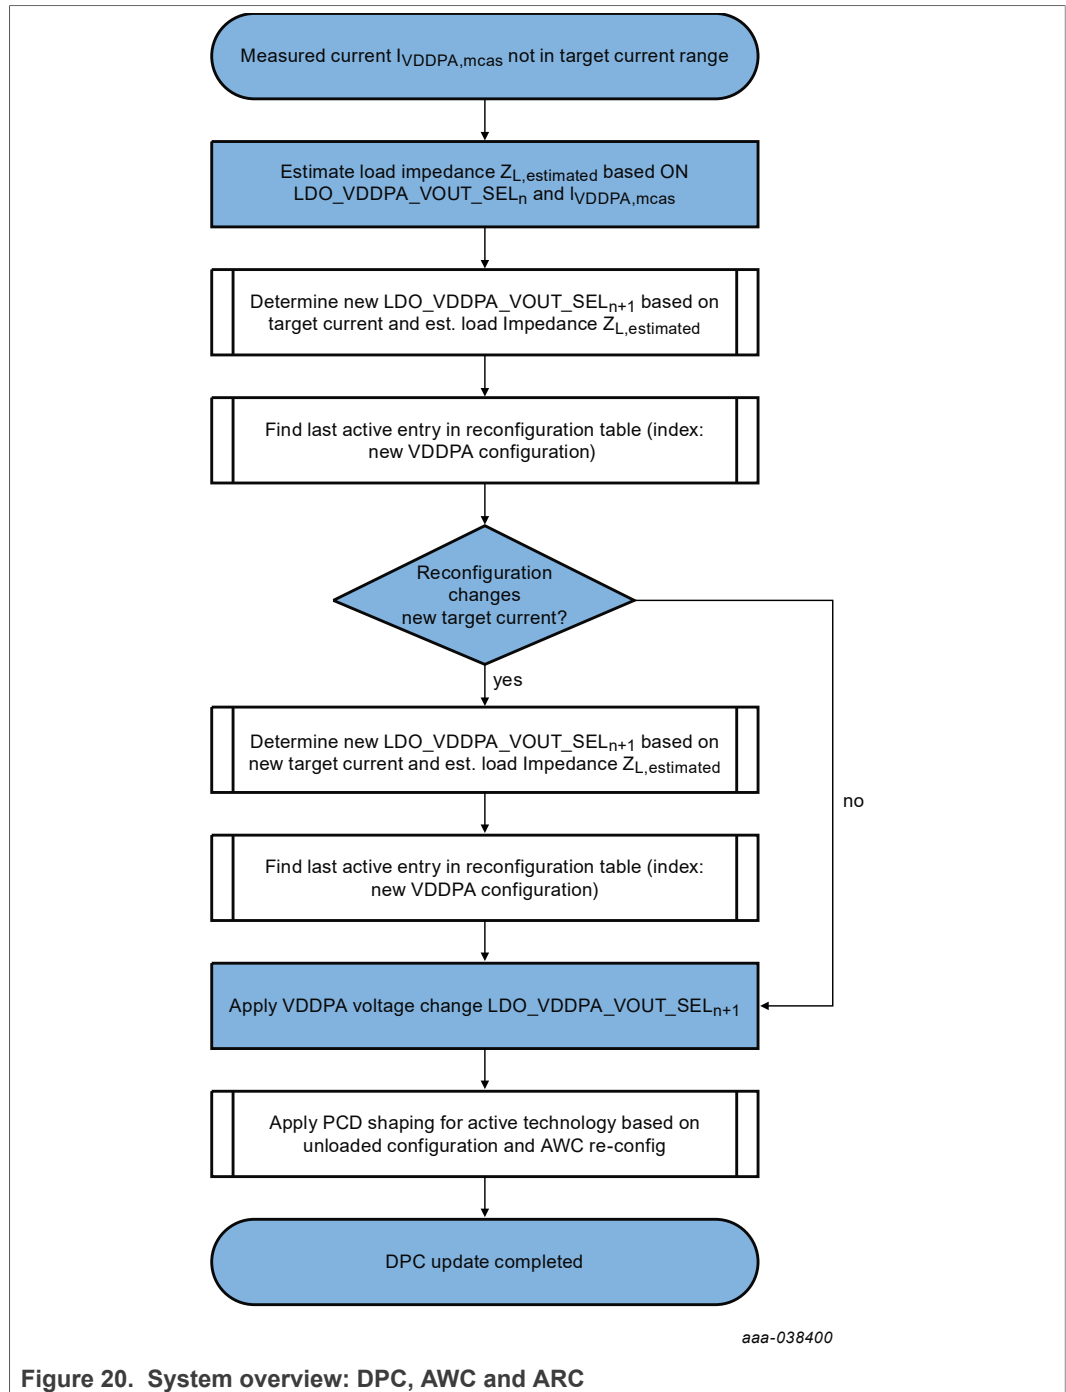 Measured current IVDDPA,mcas not in target current range
Estimate load impedance ZL,estimated based ON
LDO_VDDPA_VOUT_SELn and IVDDPA,mcas
Determine new LDO_VDDPA_VOUT_SELn+1 based on
target current and est. load Impedance ZL,estimated
Find last active entry in reconfiguration table (index:
new VDDPA configuration)
Reconfiguration
changes
new target current?
yes
Determine new LDO_VDDPA_VOUT_SELn+1 based on
new target current and est. load Impedance ZL,estimated
no
Find last active entry in reconfiguration table (index:
new VDDPA configuration)
Apply VDDPA voltage change LDO_VDDPA_VOUT_SELn+1
Apply PCD shaping for active technology based on
unloaded configuration and AWC re-config
DPC update completed
aaa-038400
Figure 20. System overview: DPC, AWC and ARC